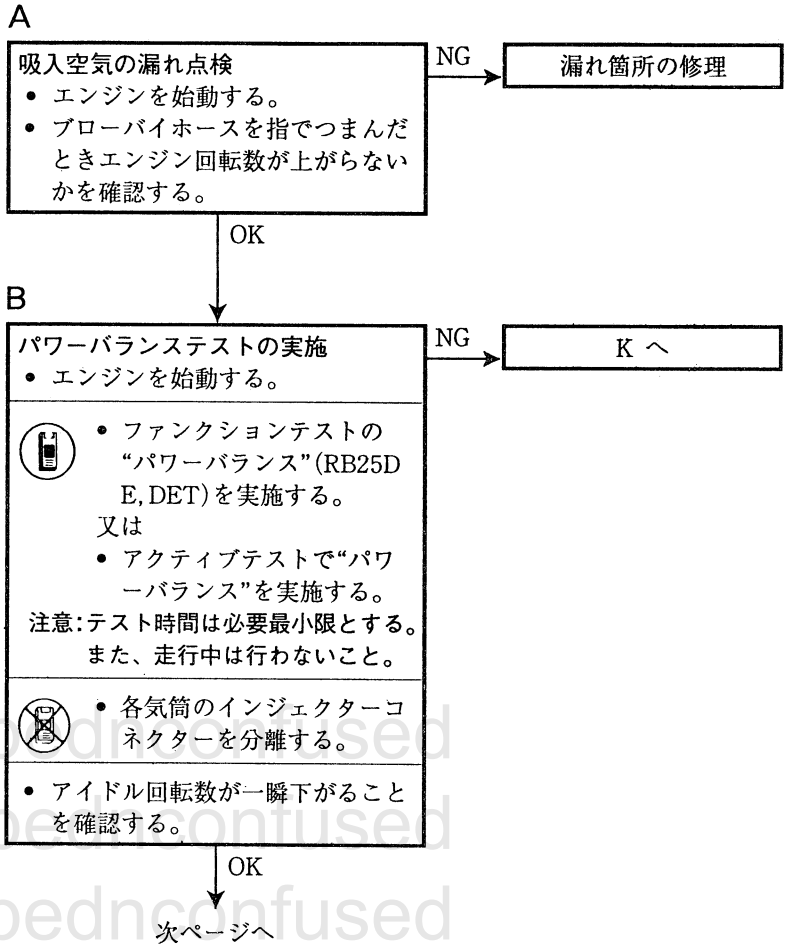 A
吸入空気の漏れ点検
• エンジンを始動する。
• ブローバイホースを指でつまんだ
ときエンジン回転数が上がらない
かを確認する。
NG
漏れ箇所の修理
OK
B
パワーバランステストの実施
• エンジンを始動する。
NG
K へ
• ファンクションテストの
“パワーバランス”(RB25D
E, DET)を実施する。
又は
• アクティブテストで“パワ
ーバランス”を実施する。
注意:テスト時間は必要最小限とする。
また、走行中は行わないこと。
• 各気筒のインジェクターコ
ネクターを分離する。
• アイドル回転数が一瞬下がること
を確認する。
OK
次ページへ
bednconfused
bednconfused
bednconfused